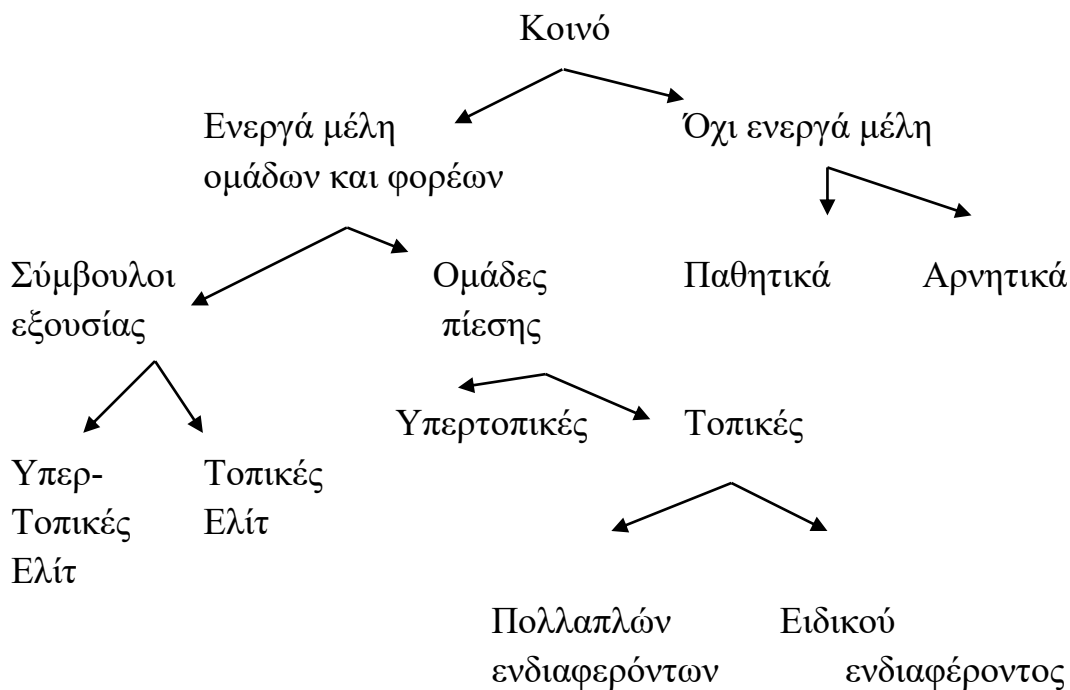 Κοινό
Ενεργά μέλη
ομάδων και φορέων
Όχι ενεργά μέλη
Σύμβουλοι
εξουσίας
Ομάδες
πίεσης
Παθητικά
Αρνητικά
Υπερτοπικές
Τοπικές
Υπερ-
Τοπικές
Ελίτ
Τοπικές
Ελίτ
Πολλαπλών
ενδιαφερόντων
Ειδικού
ενδιαφέροντος